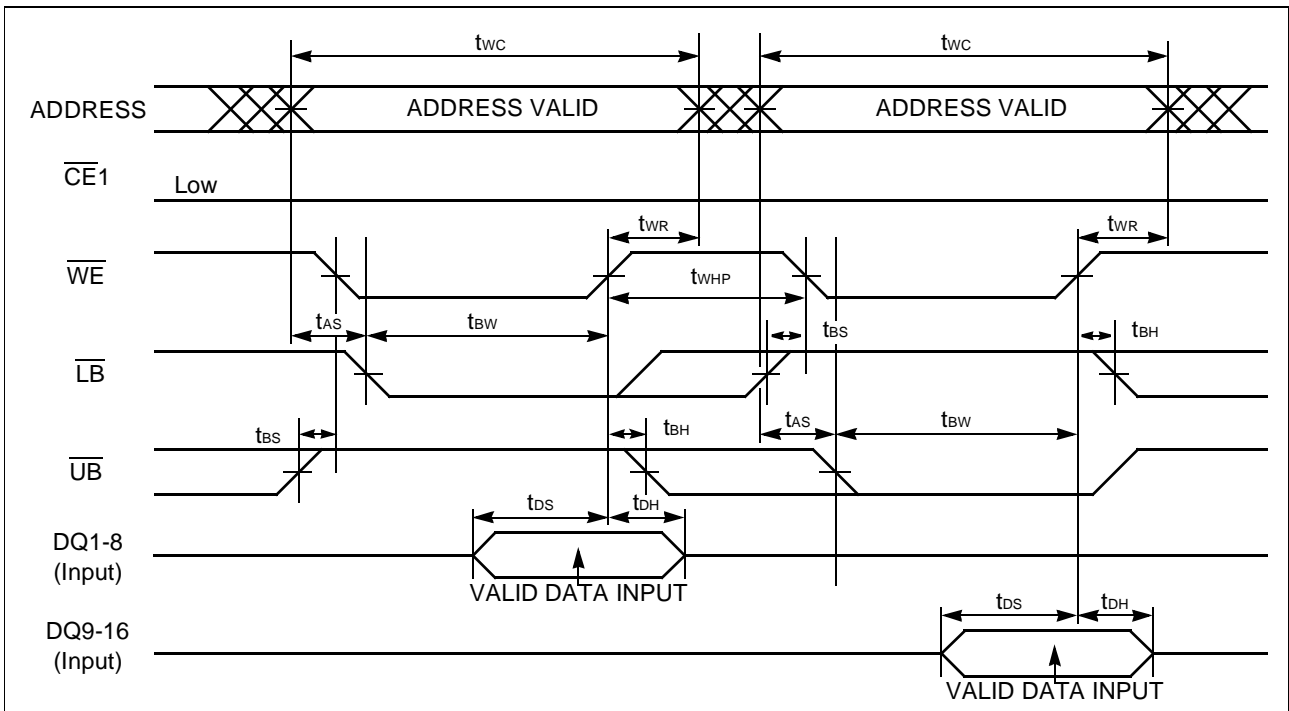 tWC tWC
ADDRESS ADDRESS VALID ADDRESS VALID
CE1 Low
tWR tWR
WE
tWHP
tAS tBW tBS tBH
LB
tBS tBH tAS tBW
UB
tDS tDH
DQ1-8
(Input)
VALID DATA INPUT
tDS tDH
DQ9-16
(Input)
VALID DATA INPUT